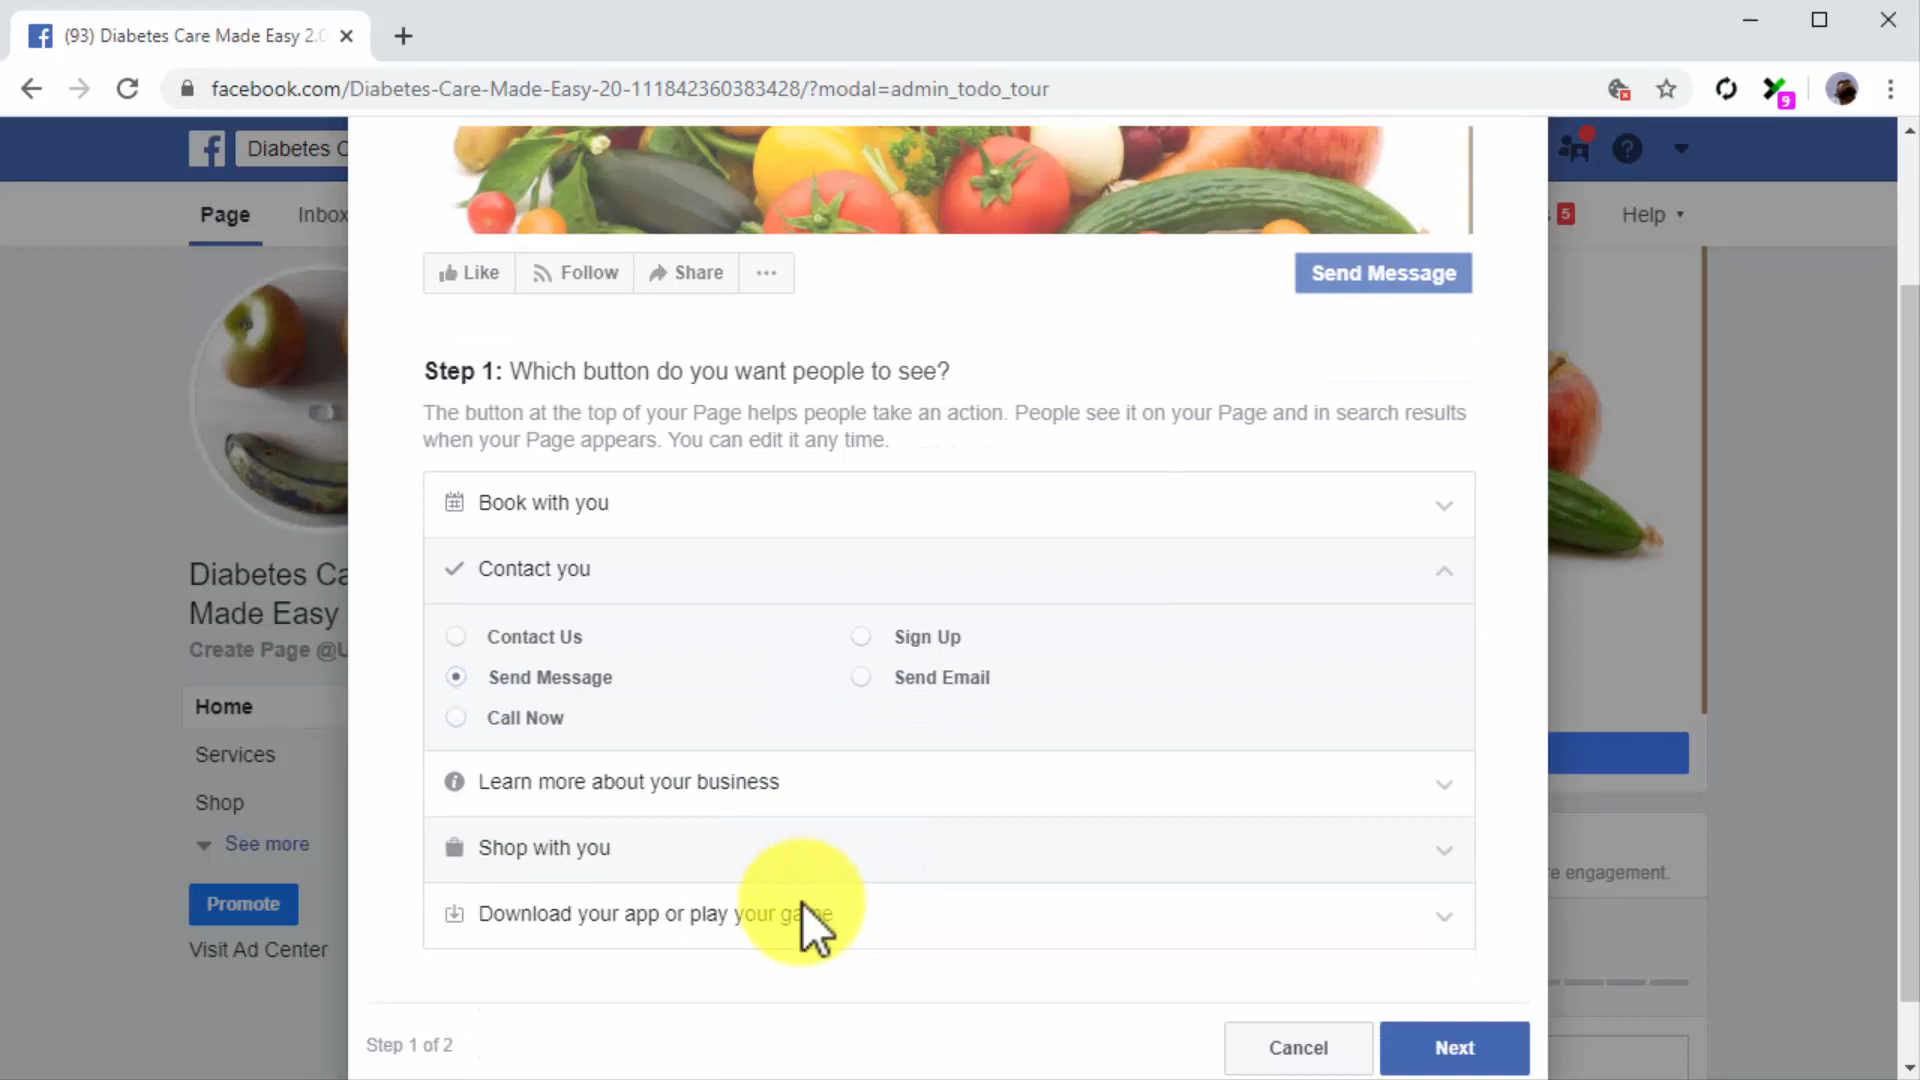 (93) Diabetes Care Made Easy 2.0
facebook.com/Diabetes-Care-Made-Easy-20-111842360383428/?modal=admin_todo_tour
9
Diabetes C
Page
Inbox
5
Help
Like
Follow
Share
Send Message
Step 1: Which button do you want people to see?
The button at the top of your Page helps people take an action. People see it on your Page and in search results
when your Page appears. You can edit it any time.
Book with you
Contact you
Contact Us
Sign Up
Send Message
Send Email
Call Now
Learn more about your business
Shop with you
Download your app or play your game
Diabetes Ca
Made Easy
Create Page @U
Home
Services
Shop
See more
Promote
Visit Ad Center
e engagement.
Step 1 of 2
Cancel
Next